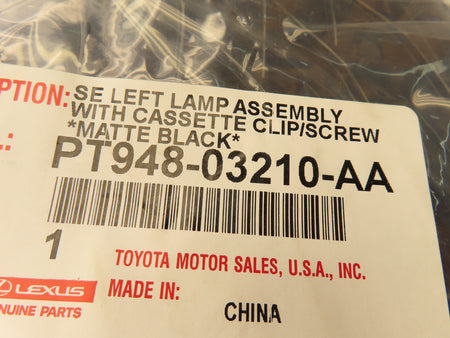 PTION: SE LEFT LAMP ASSEMBLY
WITH CASSETTE CLIP/SCREW
*MATTE BLACK*
.: PT948-03210-AA
1
TOYOTA MOTOR SALES, U.S.A., INC.
LEXUS
NUINE PARTS
MADE IN:
CHINA